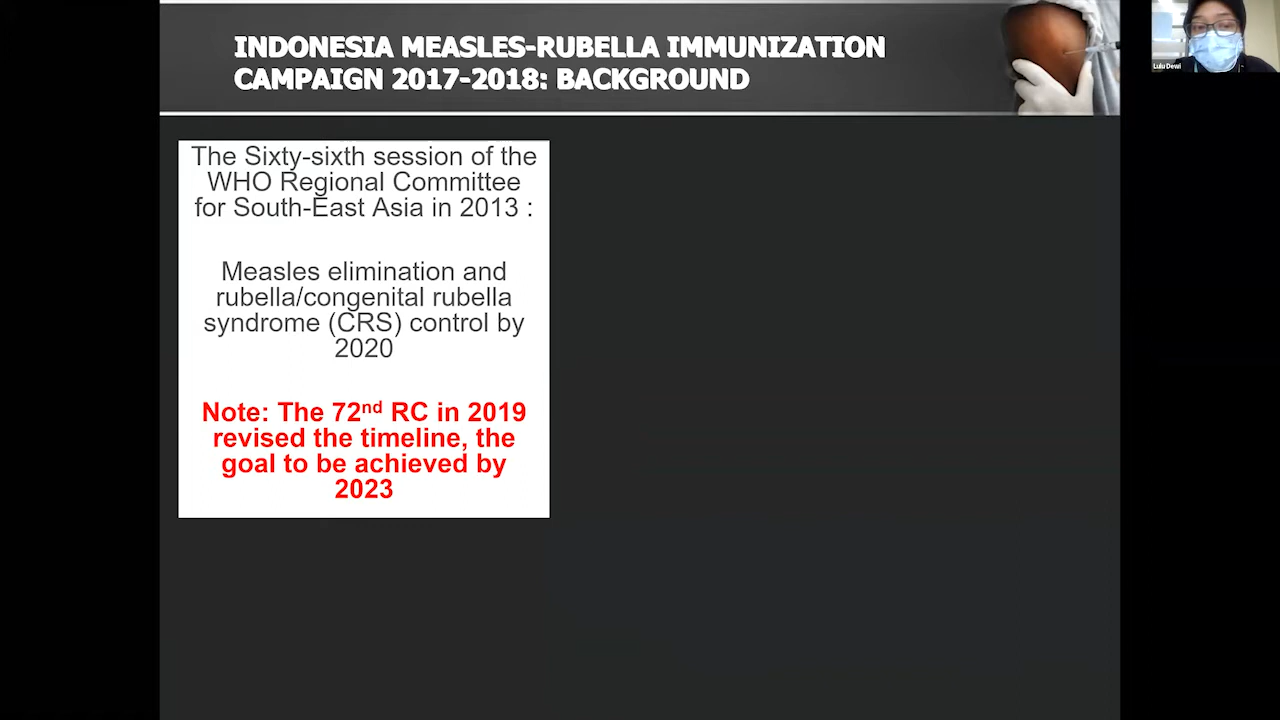 INDONESIA MEASLES-RUBELLA IMMUNIZATION
CAMPAIGN 2017-2018: BACKGROUND
Lulu Dewi
The Sixty-sixth session of the
WHO Regional Committee
for South-East Asia in 2013 :
Measles elimination and
rubella/congenital rubella
syndrome (CRS) control by
2020
Note: The 72nd RC in 2019
revised the timeline, the
goal to be achieved by
2023